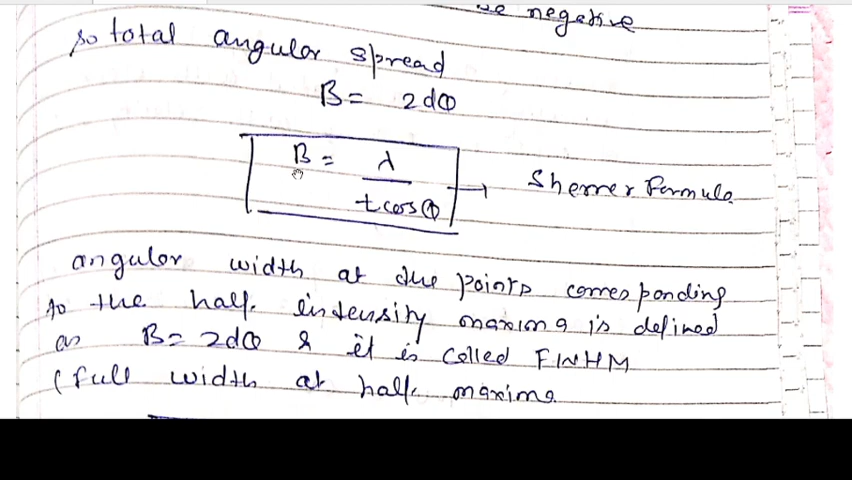 be negative
so total angular spread
B = 2dθ
B = λ / t cosθ → Sherrer Formula
angular width at the points corresponding
to the half intensity maxima is defined
as B = 2dθ & it is called FWHM
(full width at half maxima